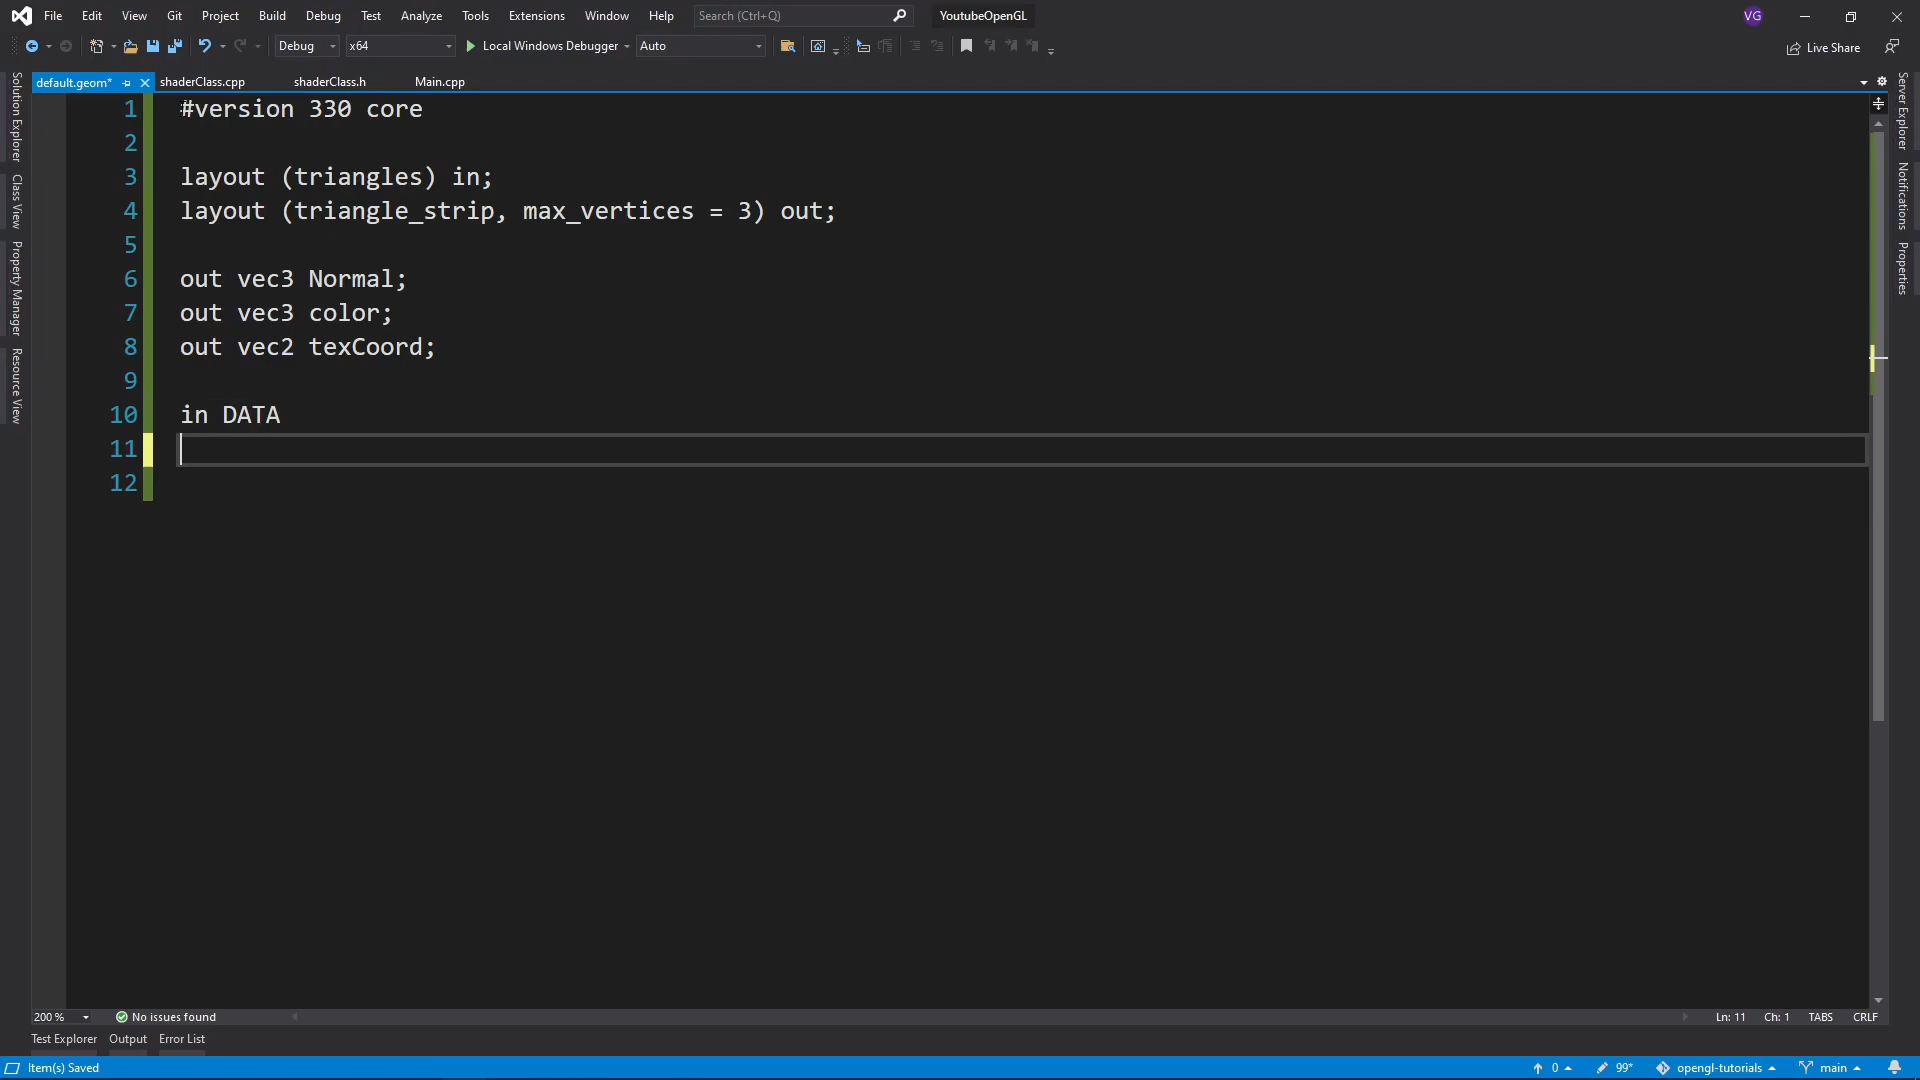 File Edit View Git Project Build Debug Test Analyze Tools Extensions Window Help Search (Ctrl+Q) YoutubeOpenGL VG
Debug x64 Local Windows Debugger Auto Live Share
default.geom* shaderClass.cpp shaderClass.h Main.cpp
Solution Explorer
Class View
Property Manager
Resource View
1 #version 330 core
2
3 layout (triangles) in;
4 layout (triangle_strip, max_vertices = 3) out;
5
6 out vec3 Normal;
7 out vec3 color;
8 out vec2 texCoord;
9
10 in DATA
11
12
Server Explorer
Notifications
Properties
200 % No issues found Ln: 11 Ch: 1 TABS CRLF
Test Explorer Output Error List
Item(s) Saved 0 99* opengl-tutorials main